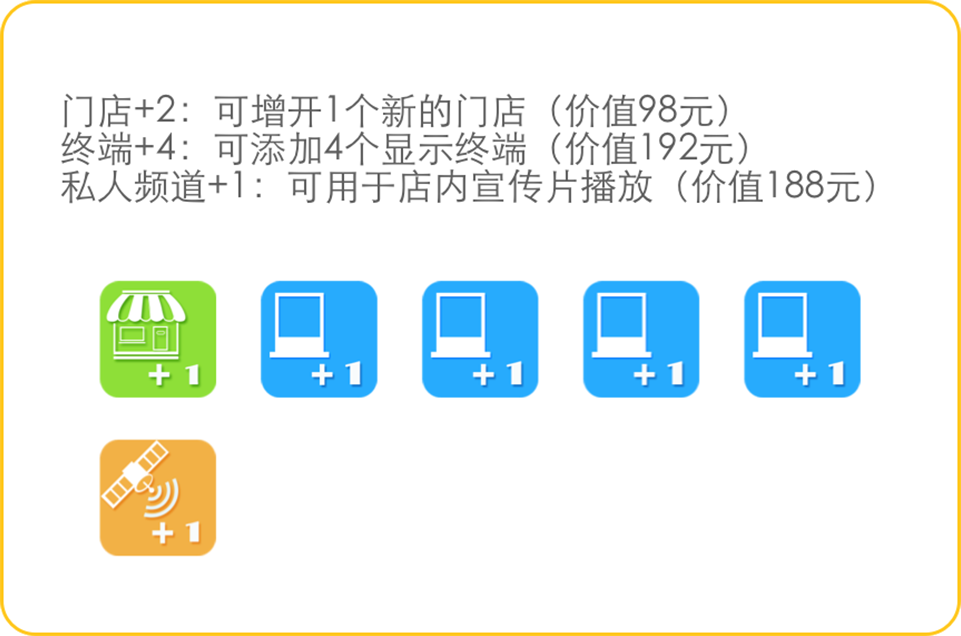 门店+2：可增开1个新的门店（价值98元）
终端+4：可添加4个显示终端（价值192元）
私人频道+1：可用于店内宣传片播放（价值188元）
+1 +1 +1 +1 +1
+1